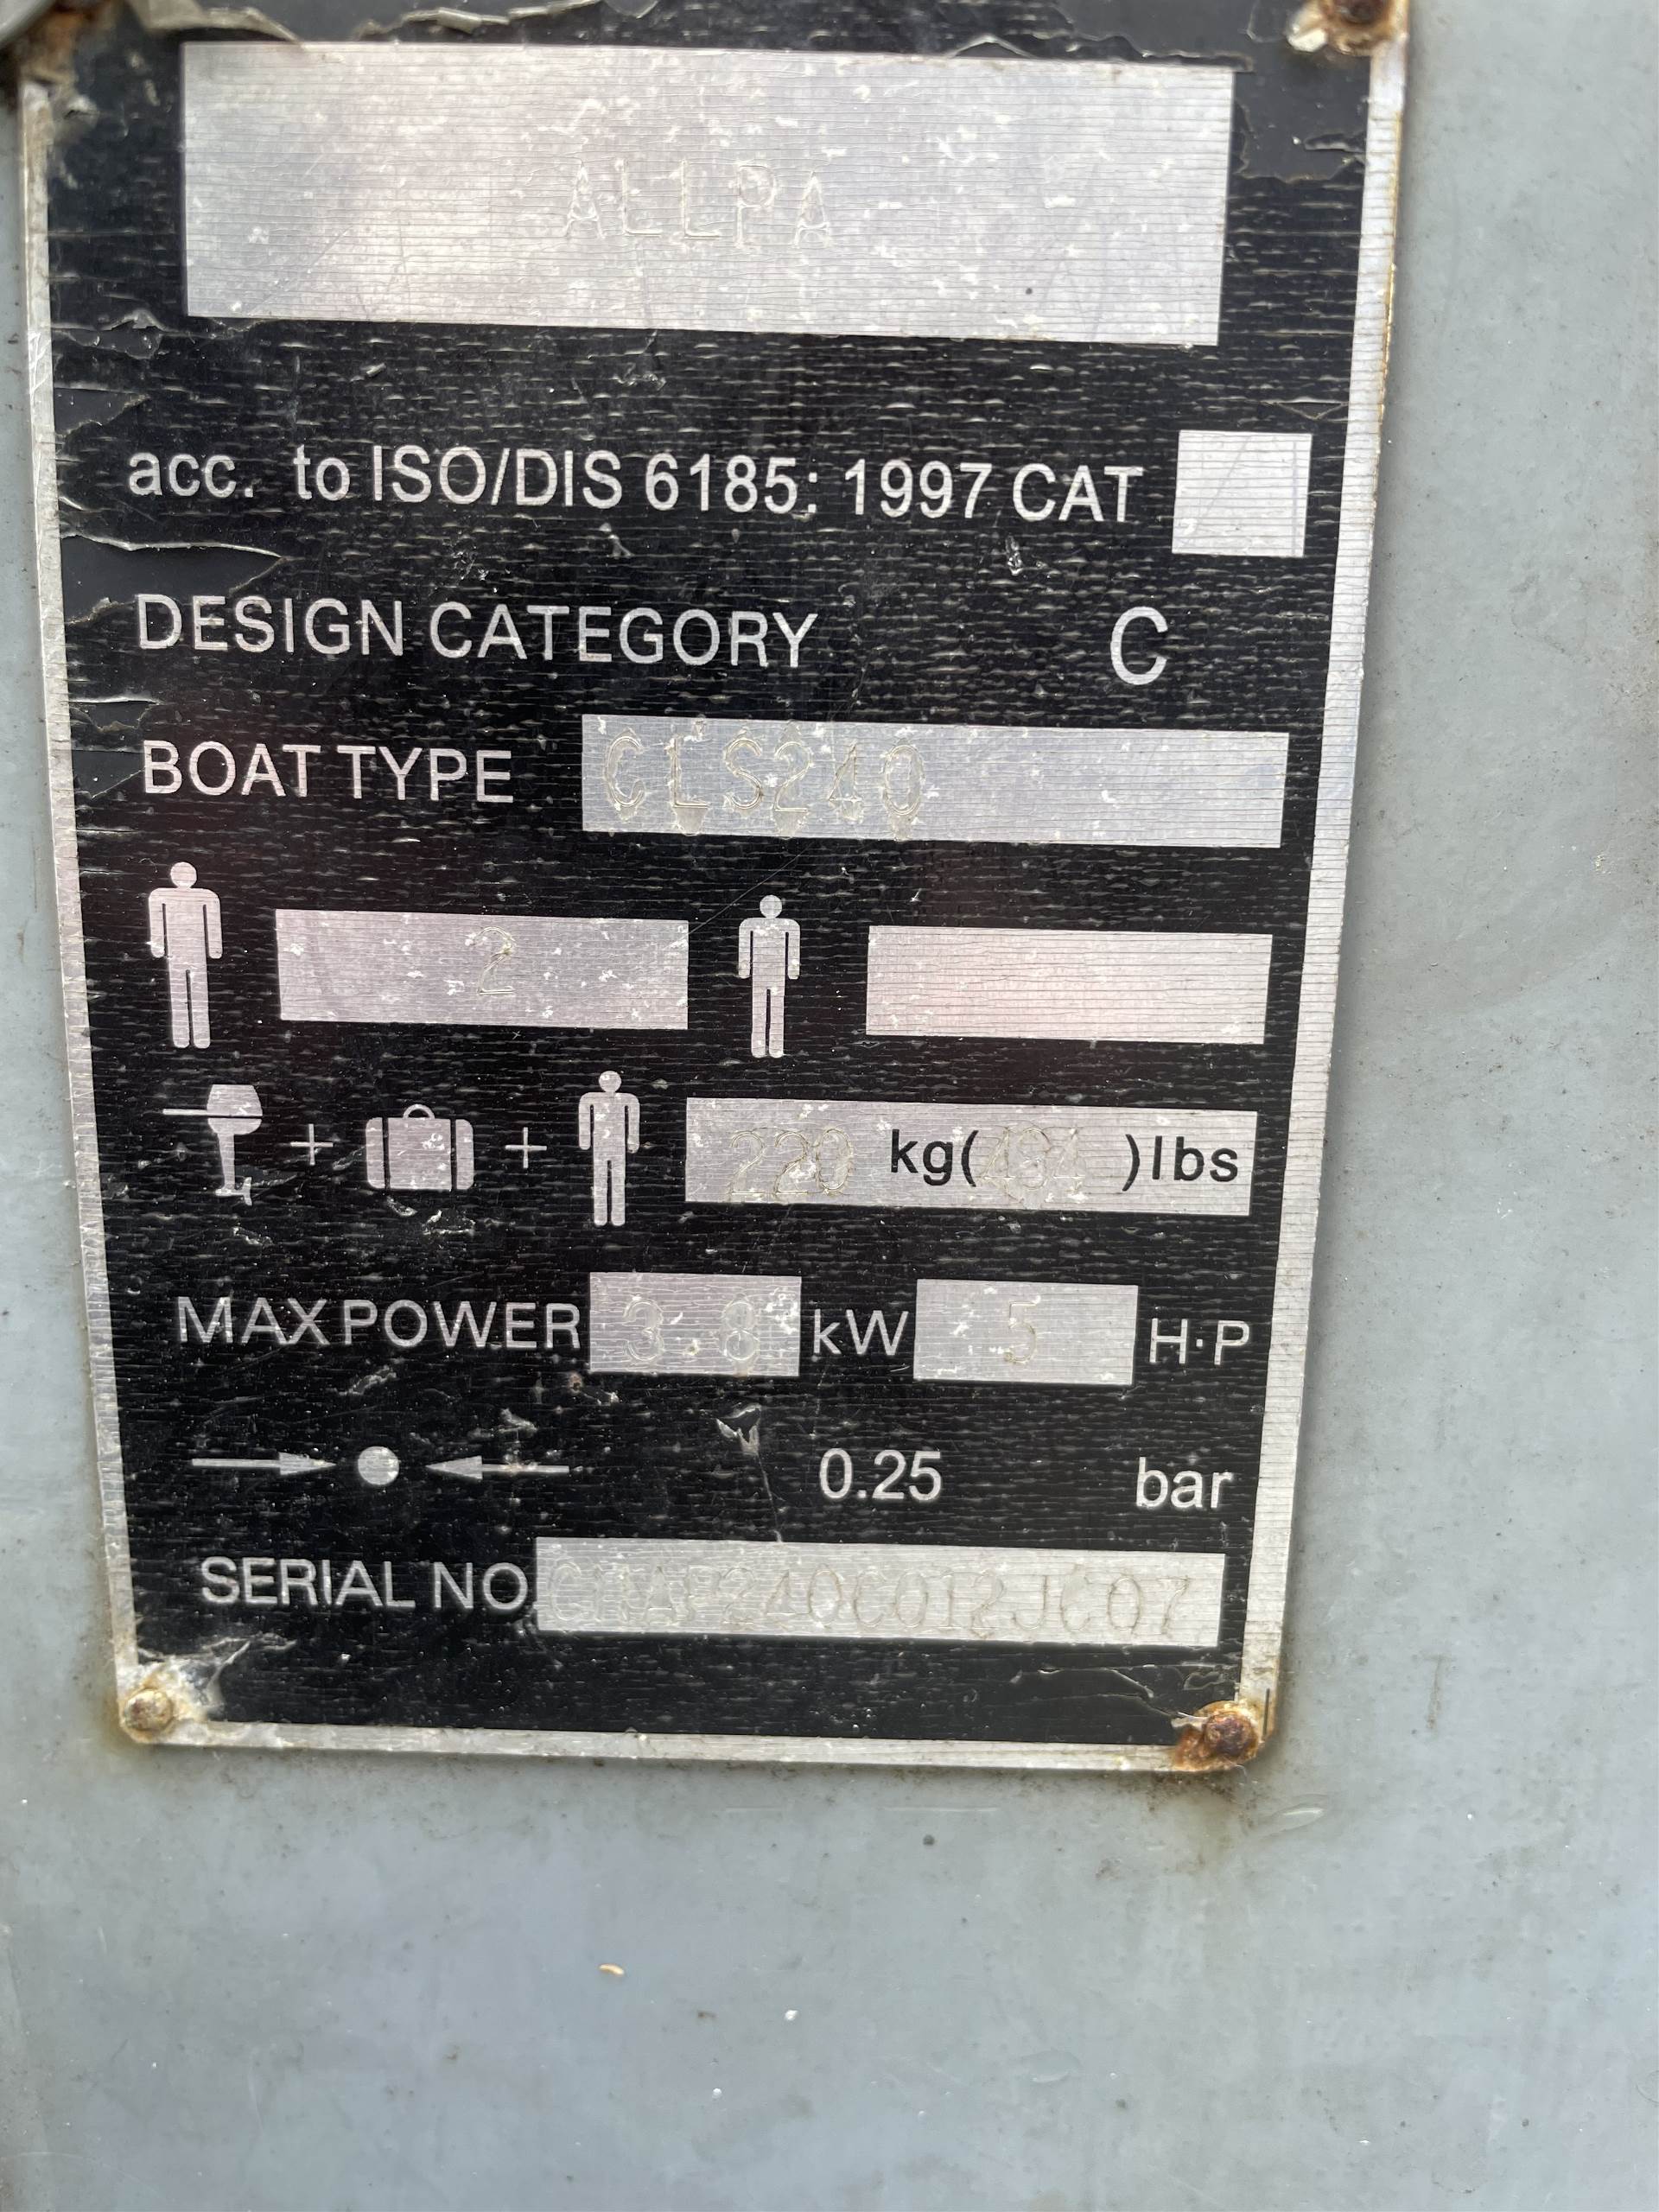 ALLPA
acc. to ISO/DIS 6185: 1997 CAT
DESIGN CATEGORY C
BOAT TYPE CLS240
2
+ + 220 kg(484)lbs
MAX POWER 3.8 kW 5 H·P
0.25 bar
SERIAL NO